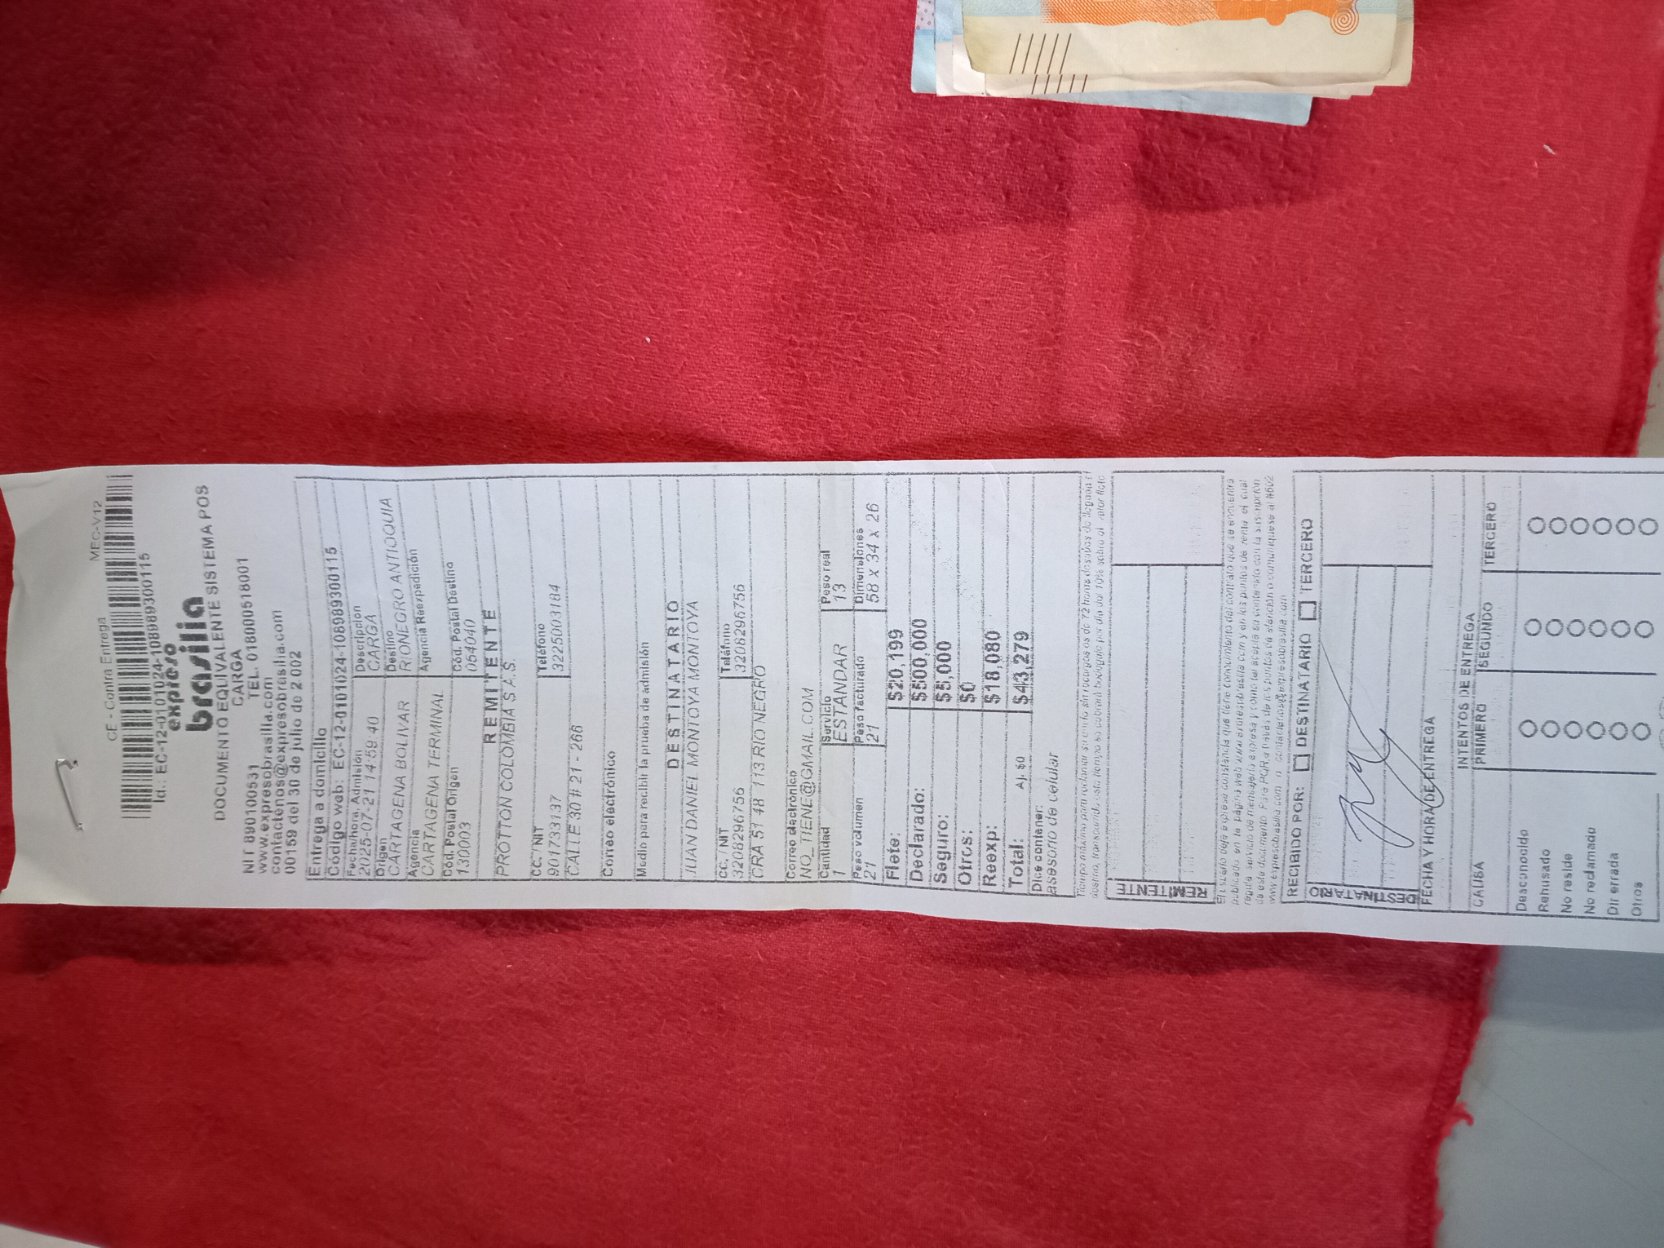 MEC-V12
CE - Contra Entrega
Id.: EC-12-0101024-1089893001​15
expreso
brasilia
DOCUMENTO EQUIVALENTE SISTEMA POS
CARGA
NIT 890100531 TEL. 018000518001
www.expresobrasilia.com
contactenos@expresobrasilia.com
00159 del 30 de julio de 2 002
Entrega a domicilio
Código web: EC-12-0101024-108989300115
Fecha/hora: Admisión Descripción
2025-07-21 14:59 40 CARGA
Origen Destino
CARTAGENA BOLIVAR RIONEGRO ANTIOQUIA
Agencia Agencia Reexpedición
CARTAGENA TERMINAL
Cód. Postal Origen Cód. Postal Destino
130003 054040
REMITENTE
PROTTON COLOMBIA S.A.S.
CC. NIT Teléfono
901733137 3225003184
CALLE 30 # 21 - 266
Correo electrónico
Medio para recibir la prueba de admisión
DESTINATARIO
JUAN DANIEL MONTOYA MONTOYA
Cc. NIT Teléfono
3208296756 3208296756
CRA 51 48 113 RIO NEGRO
Correo electrónico
NO_TIENE@GMAIL.COM
Cantidad Servicio Peso real
1 ESTANDAR 13
Peso volumen Peso facturado Dimensiones
21 21 58 x 34 x 26
Flete: $20,199
Declarado: $500,000
Seguro: $5,000
Otros: $0
Reexp: $18,080
Total: Aj. $0 $43,279
Dice contener:
asesorio de celular
REMITENTE
RECIBIDO POR: DESTINATARIO TERCERO
DESTINATARIO
DESTINATARIO
FECHA Y HORA DE ENTREGA
INTENTOS DE ENTREGA
CAUSA PRIMERO SEGUNDO TERCERO
Desconocido
Rehusado
No reside
No reclamado
Dir errada
Otros